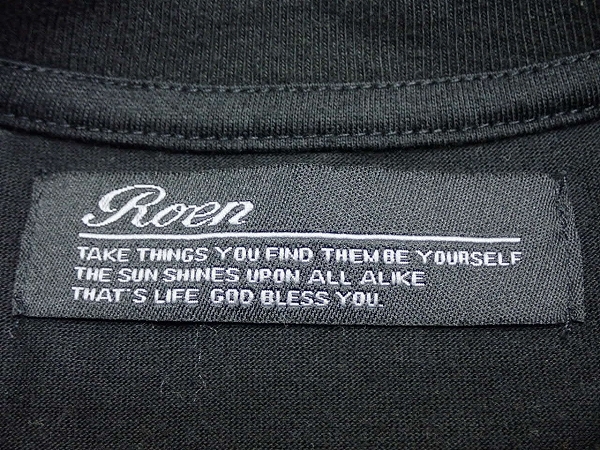 Roen
TAKE THINGS YOU FIND THEM BE YOURSELF
THE SUN SHINES UPON ALL ALIKE
THAT'S LIFE GOD BLESS YOU.